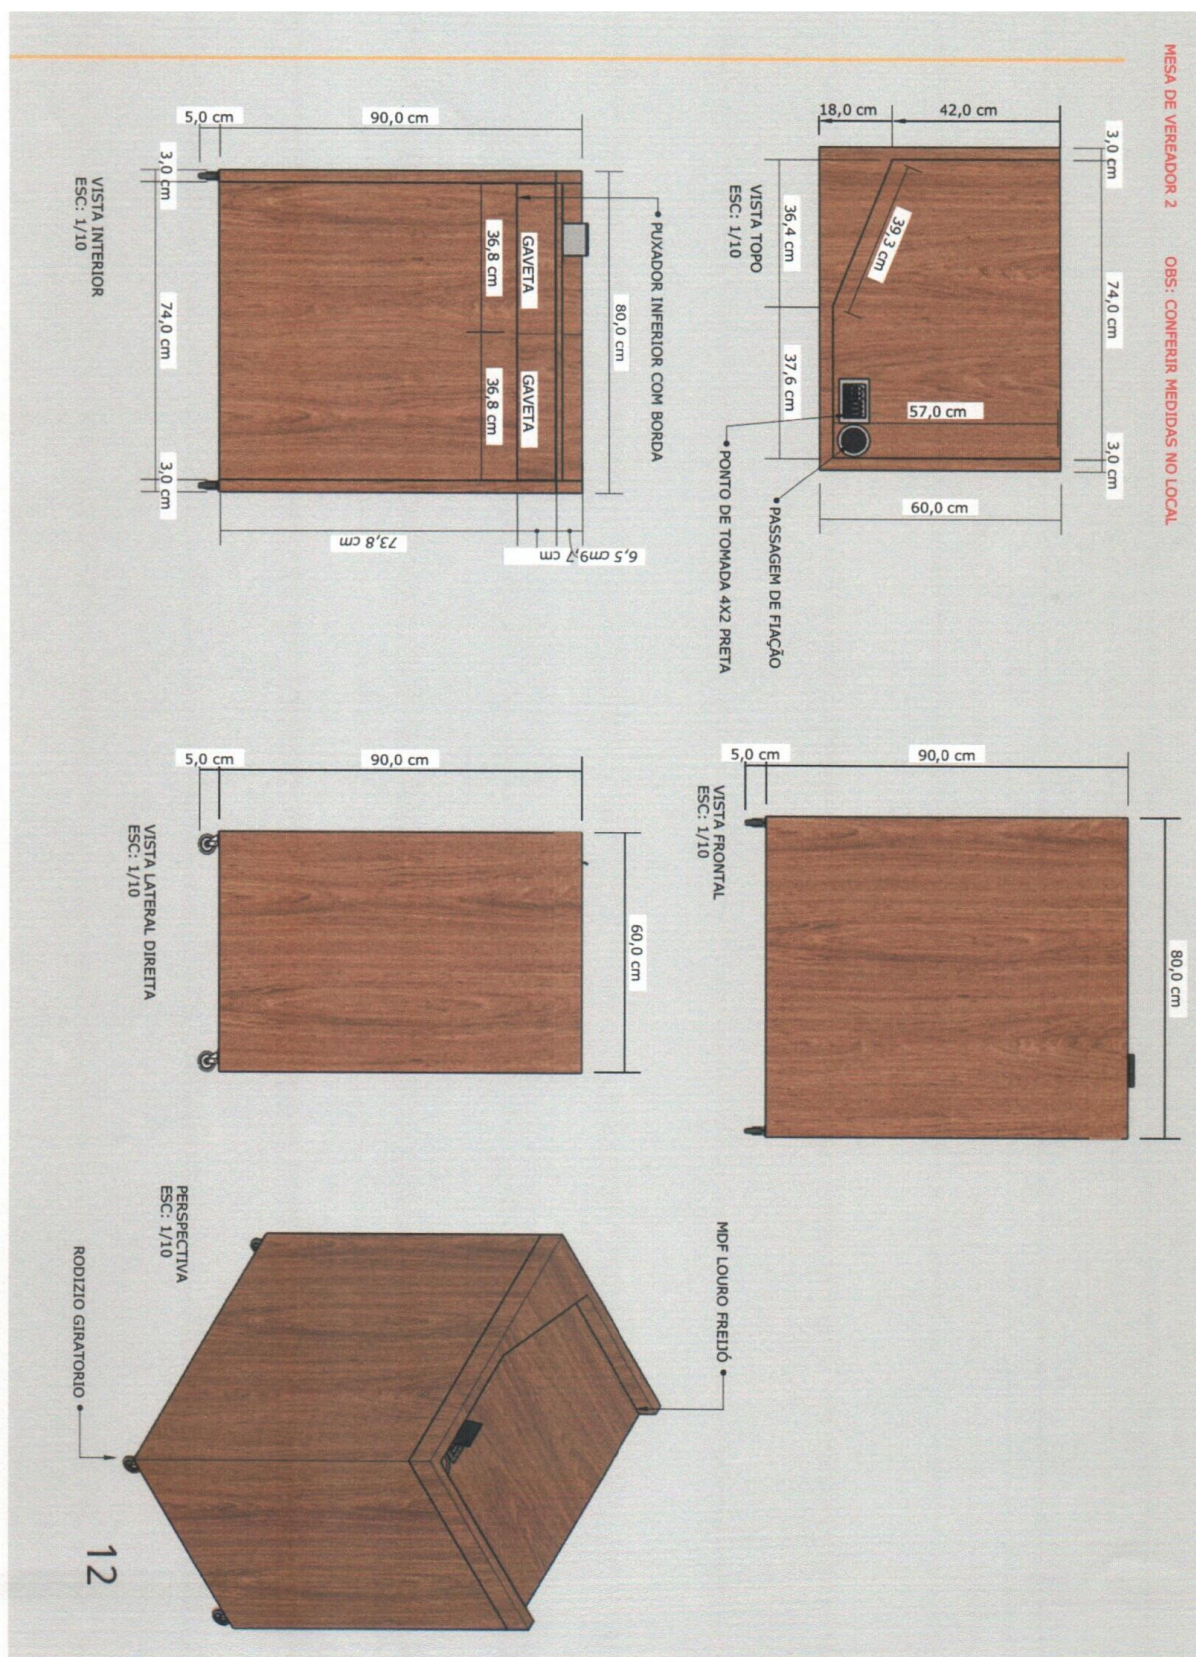 MESA DE VEREADOR 2 OBS: CONFERIR MEDIDAS NO LOCAL
3,0 cm
74,0 cm
3,0 cm
42,0 cm
18,0 cm
39,3 cm
57,0 cm
60,0 cm
36,4 cm
37,6 cm
PASSAGEM DE FIAÇÃO
PONTO DE TOMADA 4X2 PRETA
VISTA TOPO
ESC: 1/10
80,0 cm
90,0 cm
5,0 cm
VISTA FRONTAL
ESC: 1/10
PUXADOR INFERIOR COM BORDA
80,0 cm
90,0 cm
5,0 cm
GAVETA
GAVETA
36,8 cm
36,8 cm
6,5 cm
9,7 cm
73,8 cm
3,0 cm
74,0 cm
3,0 cm
VISTA INTERIOR
ESC: 1/10
60,0 cm
90,0 cm
5,0 cm
VISTA LATERAL DIREITA
ESC: 1/10
MDF LOURO FREIJÓ
PERSPECTIVA
ESC: 1/10
RODIZIO GIRATORIO
12